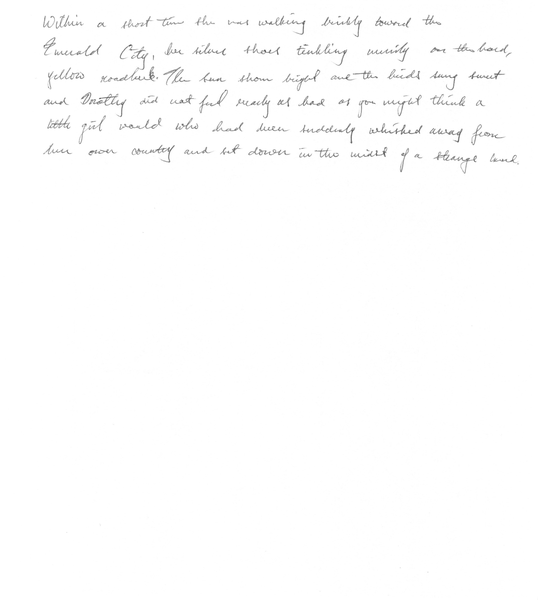 Within a short time she was walking briskly toward the
Emerald City, her silver shoes tinkling merrily on the hard,
yellow roadbed. The sun shone bright and the birds sang sweet
and Dorothy did not feel nearly as bad as you might think a
little girl would who had been suddenly whisked away from
her own country and set down in the midst of a strange land.